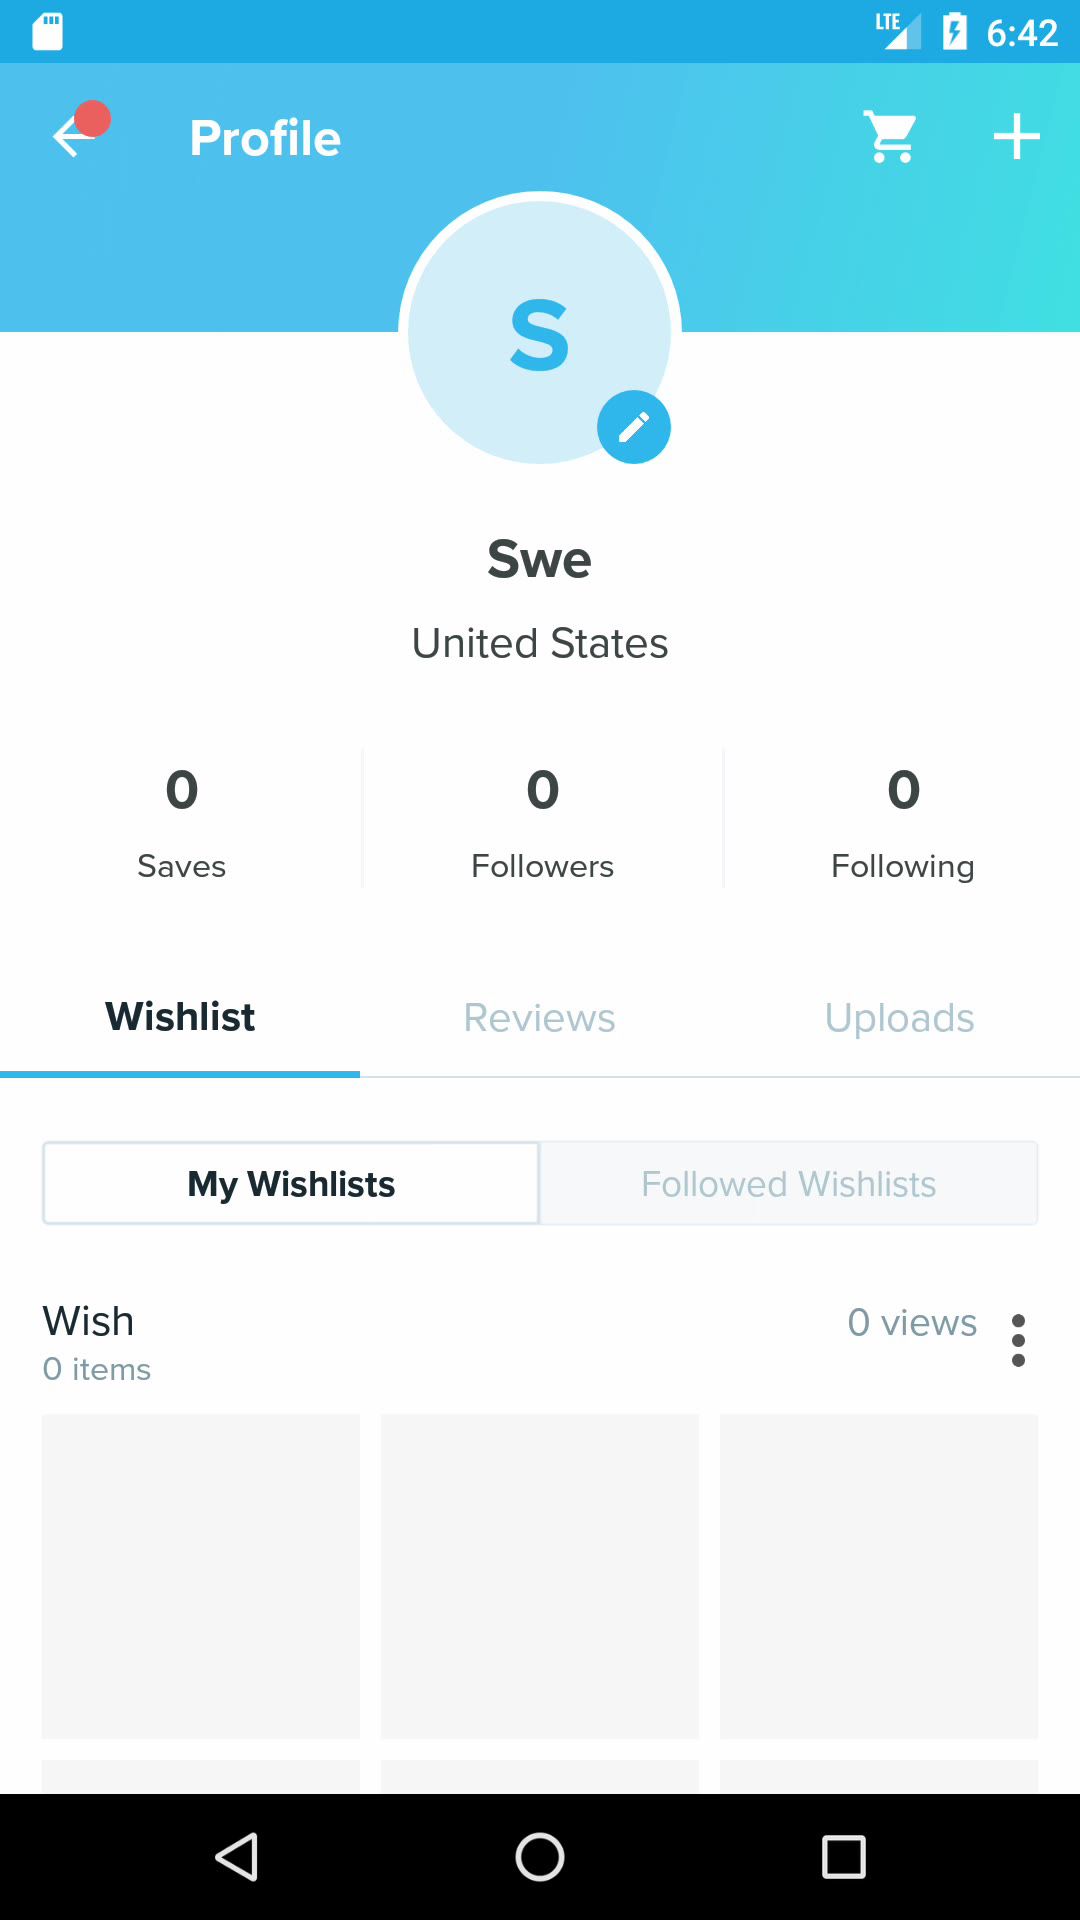 LTE 6:42
Profile
S
Swe
United States
0 0 0
Saves Followers Following
Wishlist Reviews Uploads
My Wishlists Followed Wishlists
Wish 0 views
0 items